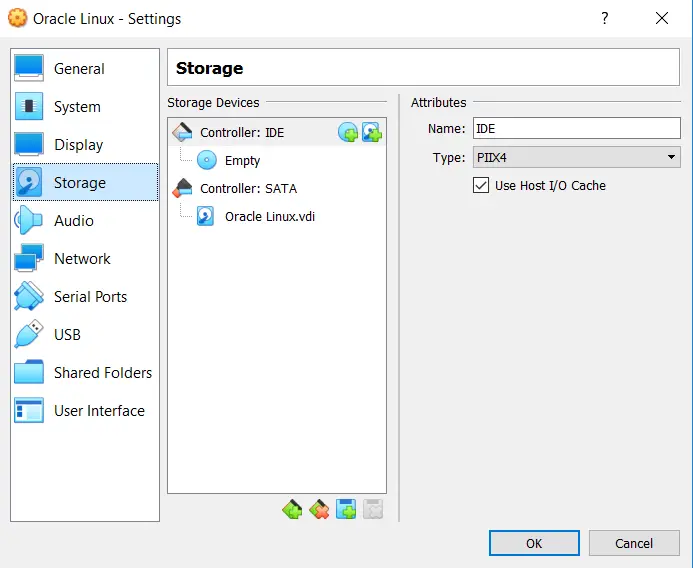 Oracle Linux - Settings
?
General
System
Display
Storage
Audio
Network
Serial Ports
USB
Shared Folders
User Interface
Storage
Storage Devices
Controller: IDE
Empty
Controller: SATA
Oracle Linux.vdi
Attributes
Name: IDE
Type: PIIX4
Use Host I/O Cache
OK
Cancel